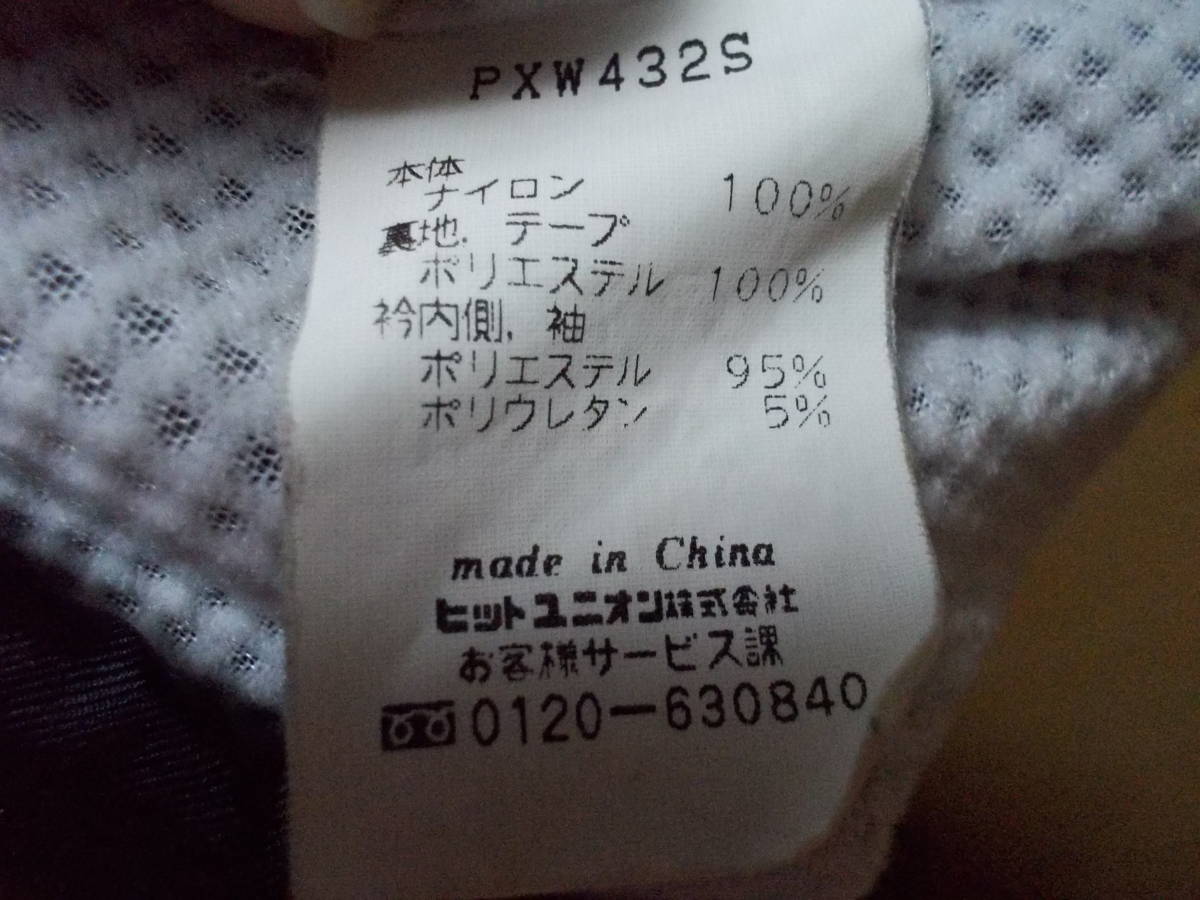 PXW432S
本体
ナイロン 100%
裏地.テープ
ポリエステル 100%
衿内側.袖
ポリエステル 95%
ポリウレタン 5%
made in China
ヒットユニオン株式会社
お客様サービス課
0120-630840